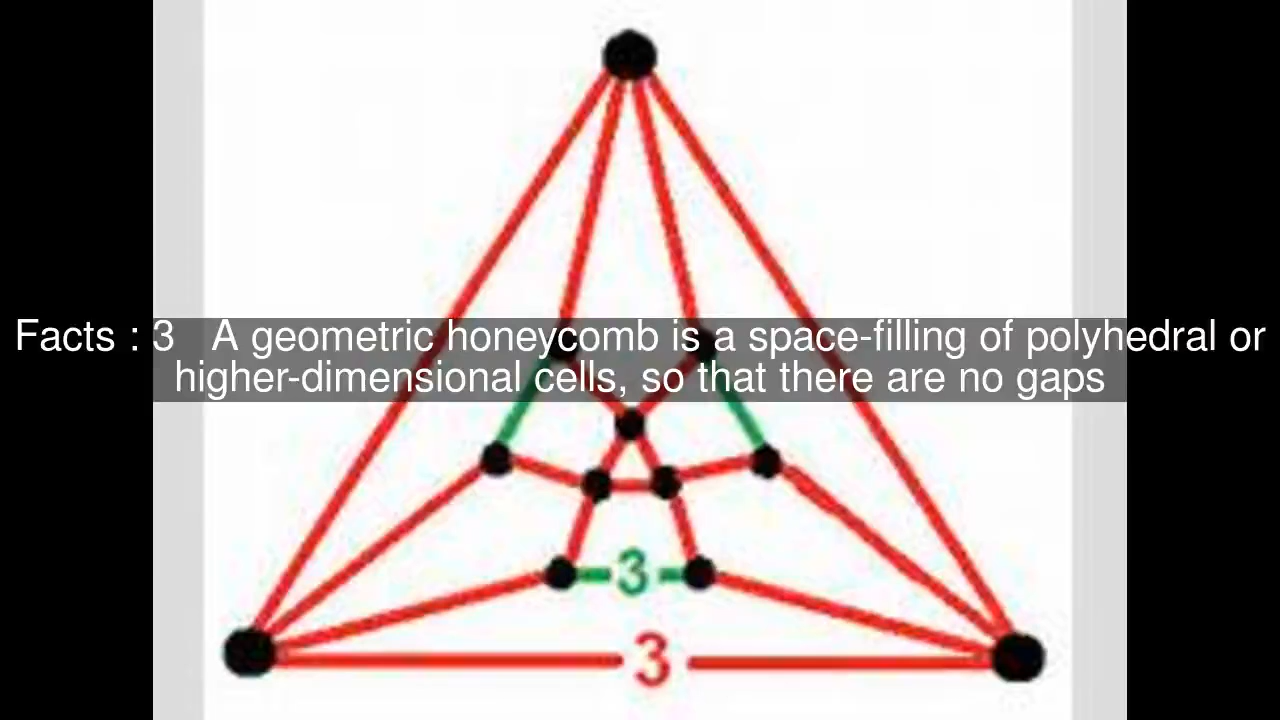 Facts : 3 A geometric honeycomb is a space-filling of polyhedral or
higher-dimensional cells, so that there are no gaps
3
3